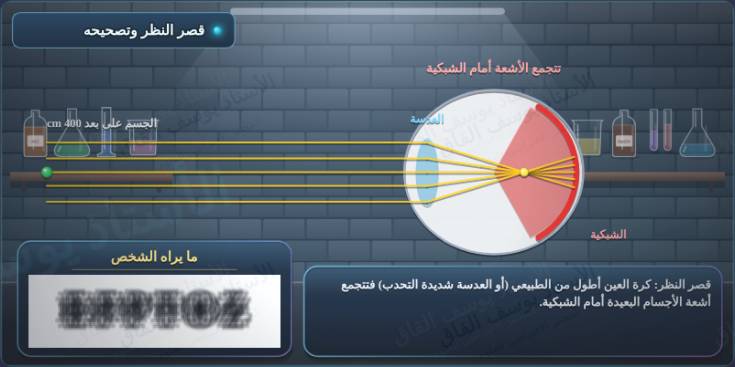 قصر النظر وتصحيحه
تتجمع الأشعة أمام الشبكية
العدسة
الجسم على بعد 400 cm
الشبكية
ما يراه الشخص
قصر النظر: كرة العين أطول من الطبيعي (أو العدسة شديدة التحدب) فتتجمع
أشعة الأجسام البعيدة أمام الشبكية.